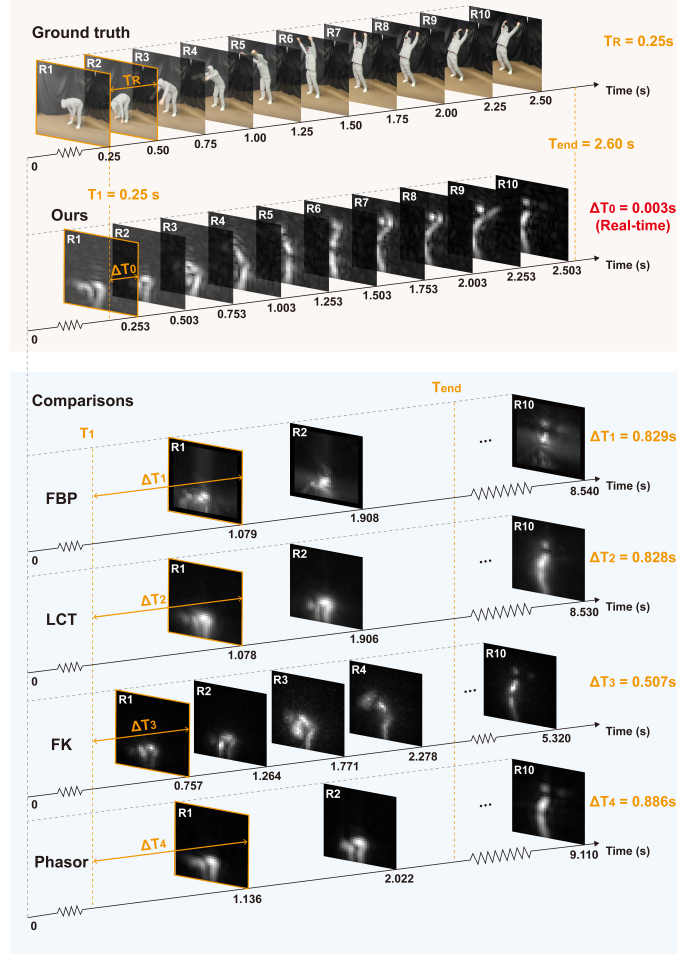 Ground truth
R1
R2
R3
R4
R5
R6
R7
R8
R9
R10
TR
TR = 0.25s
0
0.25
0.50
0.75
1.00
1.25
1.50
1.75
2.00
2.25
2.50
Time (s)
Tend = 2.60 s
T1 = 0.25 s
Ours
R1
R2
R3
R4
R5
R6
R7
R8
R9
R10
ΔT0
ΔT0 = 0.003s
(Real-time)
0
0.253
0.503
0.753
1.003
1.253
1.503
1.753
2.003
2.253
2.503
Time (s)
Comparisons
T1
Tend
FBP
R1
R2
...
R10
ΔT1
ΔT1 = 0.829s
0
1.079
1.908
8.540
Time (s)
LCT
R1
R2
...
R10
ΔT2
ΔT2 = 0.828s
0
1.078
1.906
8.530
Time (s)
FK
R1
R2
R3
R4
...
R10
ΔT3
ΔT3 = 0.507s
0
0.757
1.264
1.771
2.278
5.320
Time (s)
Phasor
R1
R2
...
R10
ΔT4
ΔT4 = 0.886s
0
1.136
2.022
9.110
Time (s)